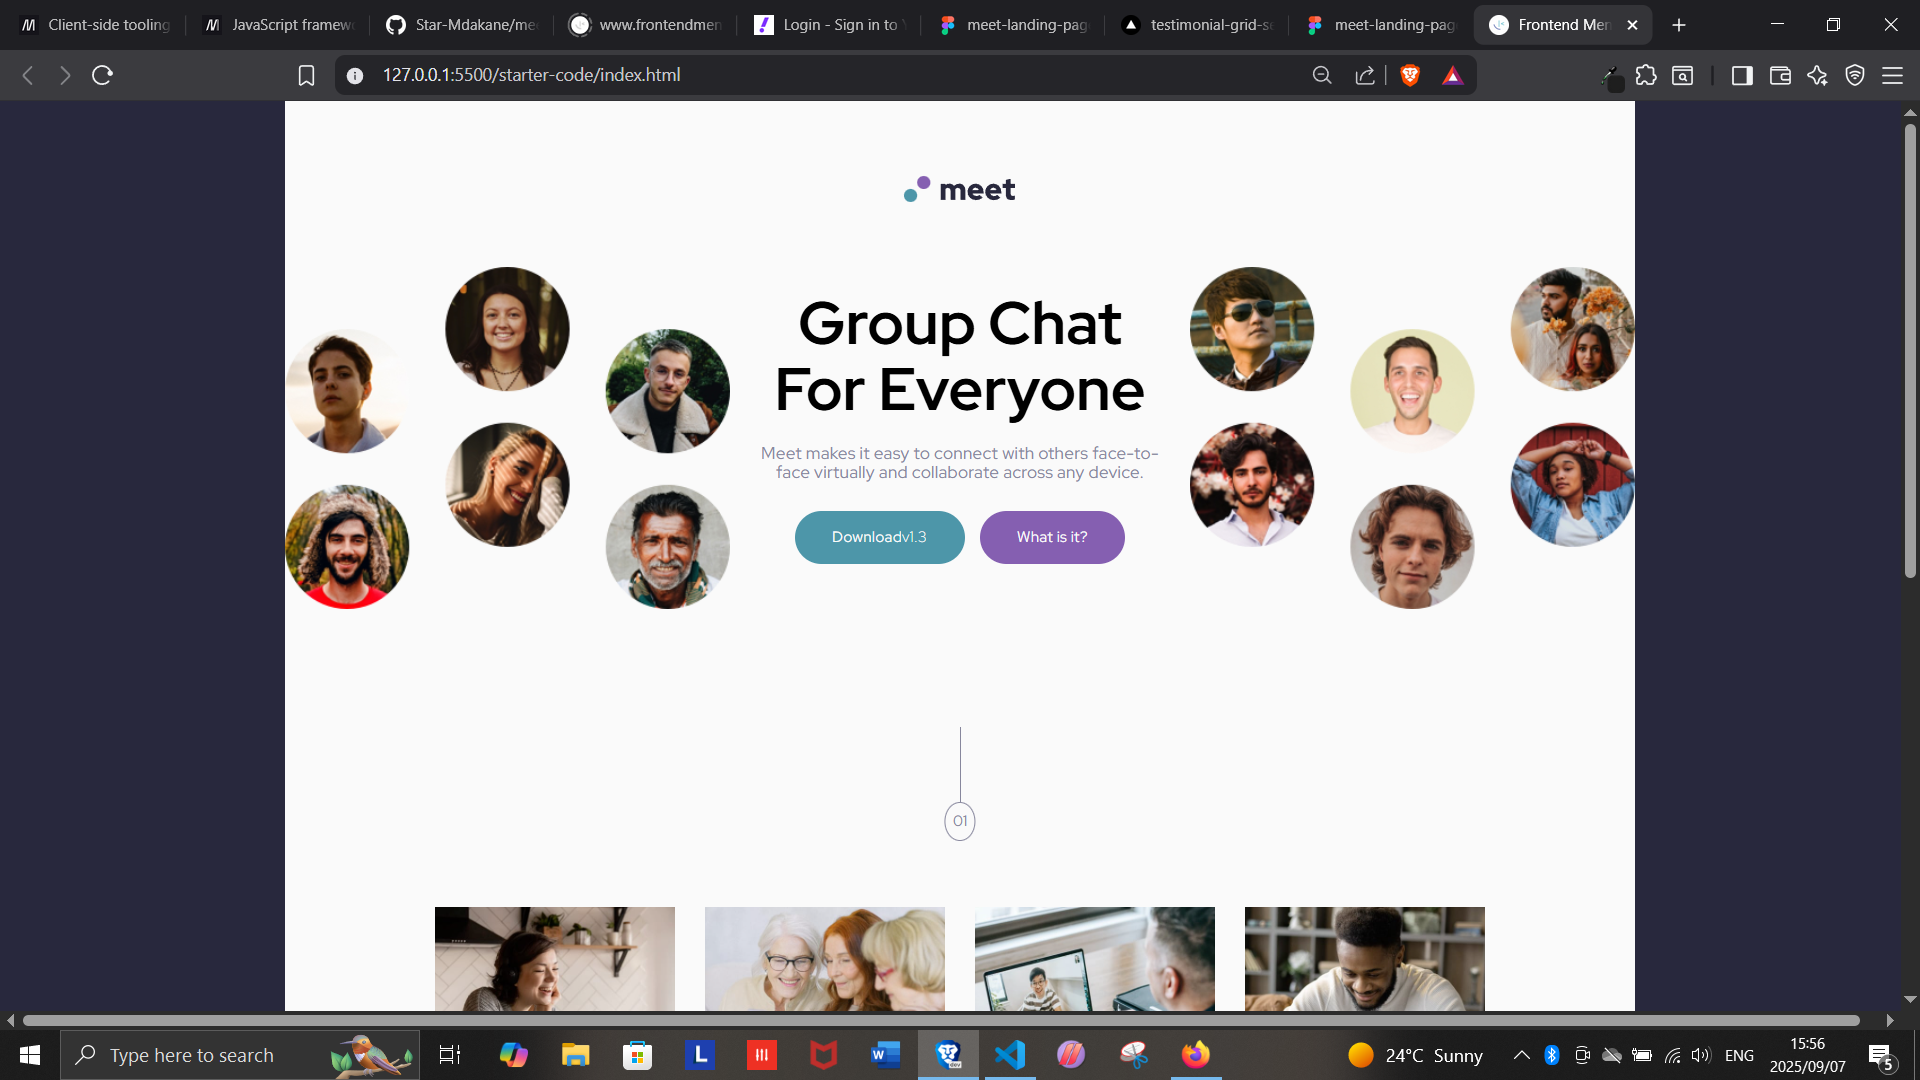 Client-side tooling
JavaScript framew
Star-Mdakane/me
www.frontendmen
Login - Sign in to
meet-landing-pag
testimonial-grid-se
meet-landing-pag
Frontend Men
127.0.0.1:5500/starter-code/index.html
meet
Group Chat
For Everyone
Meet makes it easy to connect with others face-to-
face virtually and collaborate across any device.
Downloadv1.3
What is it?
01
Type here to search
24°C Sunny
ENG
15:56
2025/09/07
5